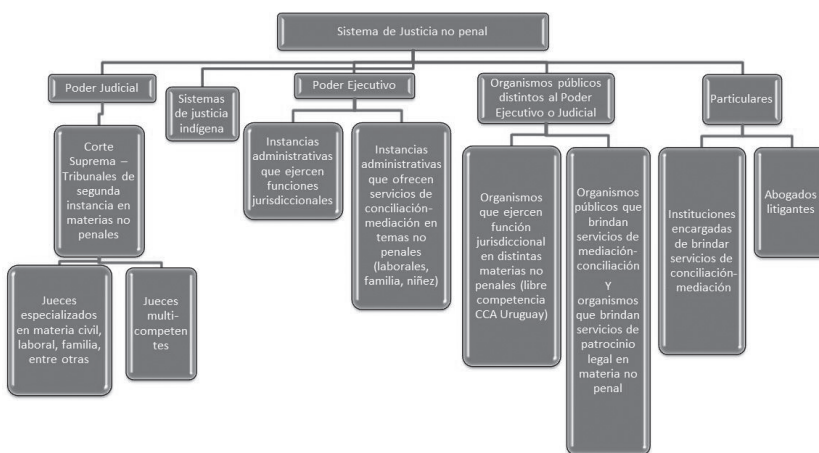 Sistema de Justicia no penal
Poder Judicial
Sistemas
de justicia
indígena
Poder Ejecutivo
Organismos públicos
distintos al Poder
Ejecutivo o Judicial
Particulares
Corte
Suprema –
Tribunales de
segunda
instancia en
materias no
penales
Jueces
especializados
en materia civil,
laboral, familia,
entre otras
Jueces
multi-
competen
tes
Instancias
administrativas
que ejercen
funciones
jurisdiccionales
Instancias
administrativas
que ofrecen
servicios de
conciliación-
mediación en
temas no
penales
(laborales,
familia, niñez)
Organismos
que ejercen
función
jurisdiccional
en distintas
materias no
penales (libre
competencia
CCA Uruguay)
Organismos
públicos que
brindan
servicios de
mediación-
conciliación
Y
organismos
que brindan
servicios de
patrocinio
legal en
materia no
penal
Instituciones
encargadas
de brindar
servicios de
conciliación-
mediación
Abogados
litigantes